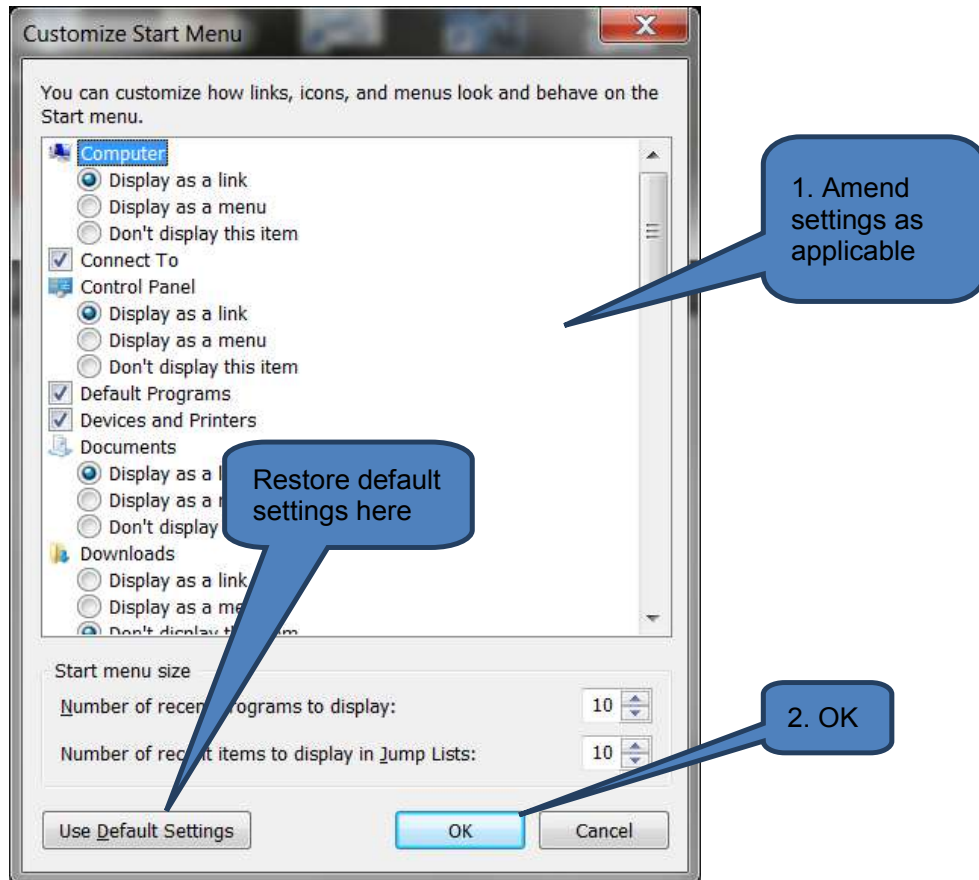 Customize Start Menu
You can customize how links, icons, and menus look and behave on the
Start menu.
Computer
Display as a link
Display as a menu
Don't display this item
Connect To
Control Panel
Display as a link
Display as a menu
Don't display this item
Default Programs
Devices and Printers
Documents
Display as a
Display as a
Don't display
Downloads
Display as a link
Display as a
Don't display
1. Amend
settings as
applicable
Restore default
settings here
Start menu size
Number of recent programs to display:
10
Number of recent items to display in Jump Lists:
10
2. OK
Use Default Settings
OK
Cancel